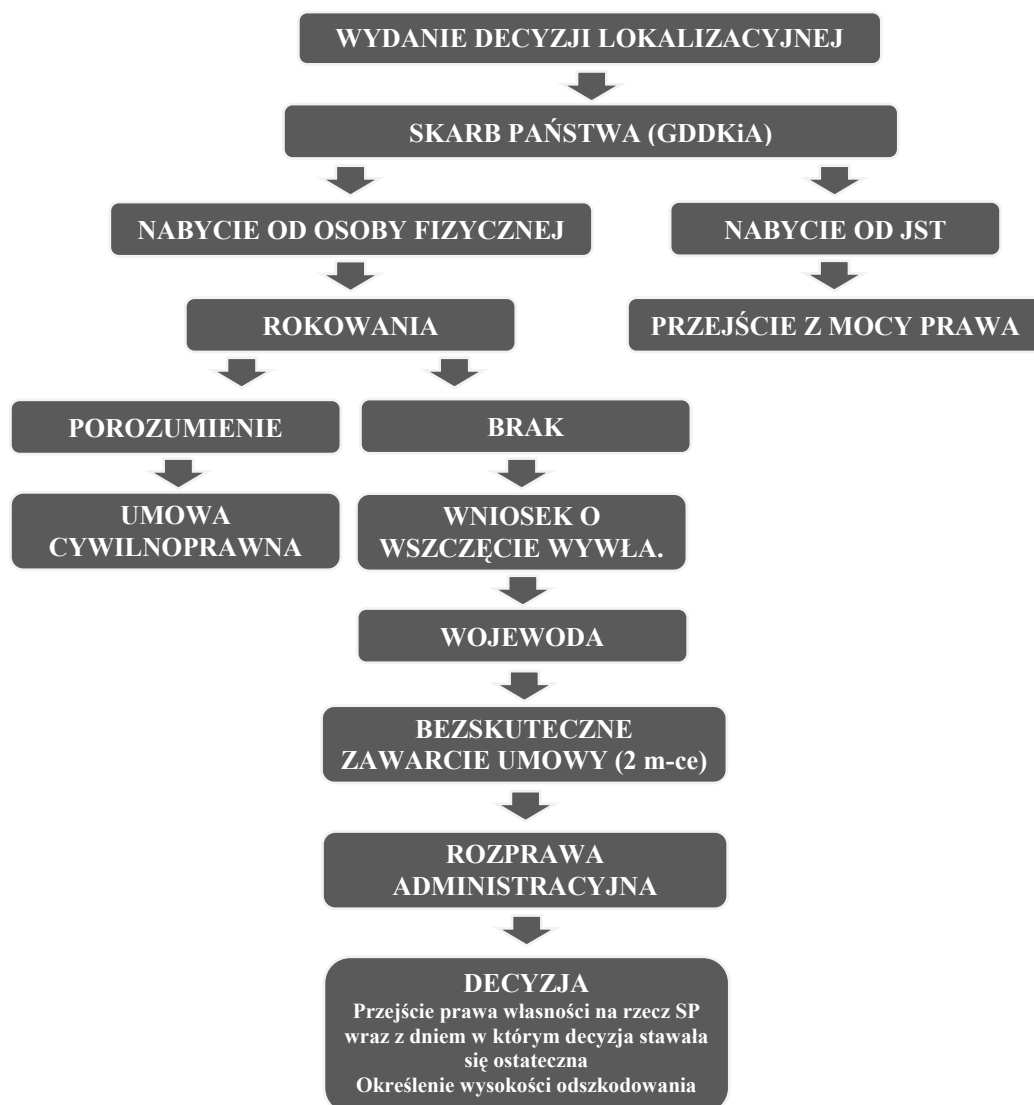 WYDANIE DECYZJI LOKALIZACYJNEJ
SKARB PAŃSTWA (GDDKiA)
NABYCIE OD OSOBY FIZYCZNEJ
NABYCIE OD JST
ROKOWANIA
PRZEJŚCIE Z MOCY PRAWA
POROZUMIENIE
BRAK
UMOWA
CYWILNOPRAWNA
WNIOSEK O
WSZCZĘCIE WYWŁA.
WOJEWODA
BEZSKUTECZNE
ZAWARCIE UMOWY (2 m-ce)
ROZPRAWA
ADMINISTRACYJNA
DECYZJA
Przejście prawa własności na rzecz SP
wraz z dniem w którym decyzja stawała
się ostateczna
Określenie wysokości odszkodowania